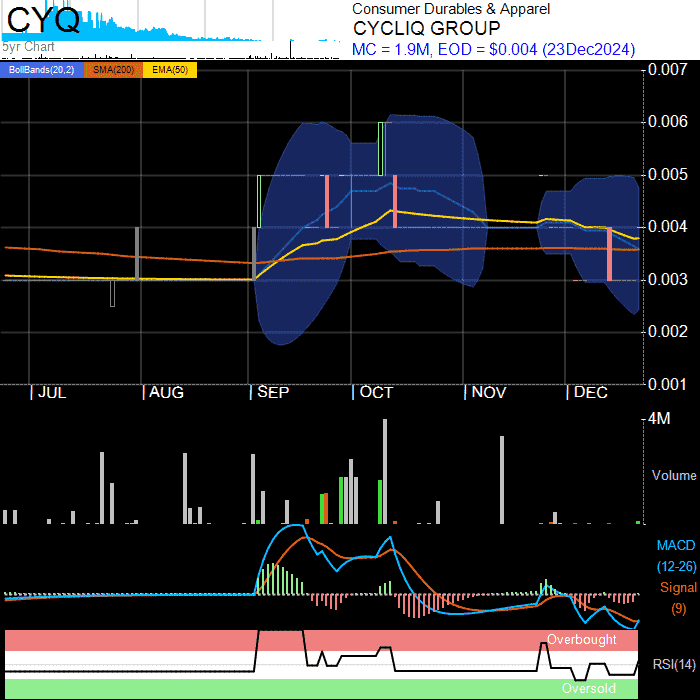 CYQ
5yr Chart
Consumer Durables & Apparel
CYCLIQ GROUP
MC = 1.9M, EOD = $0.004 (23Dec2024)
BollBands(20,2) SMA(200) EMA(50)
0.007
0.006
0.005
0.004
0.003
0.002
0.001
JUL AUG SEP OCT NOV DEC
4M
Volume
MACD
(12-26)
Signal
(9)
Overbought
RSI(14)
Oversold